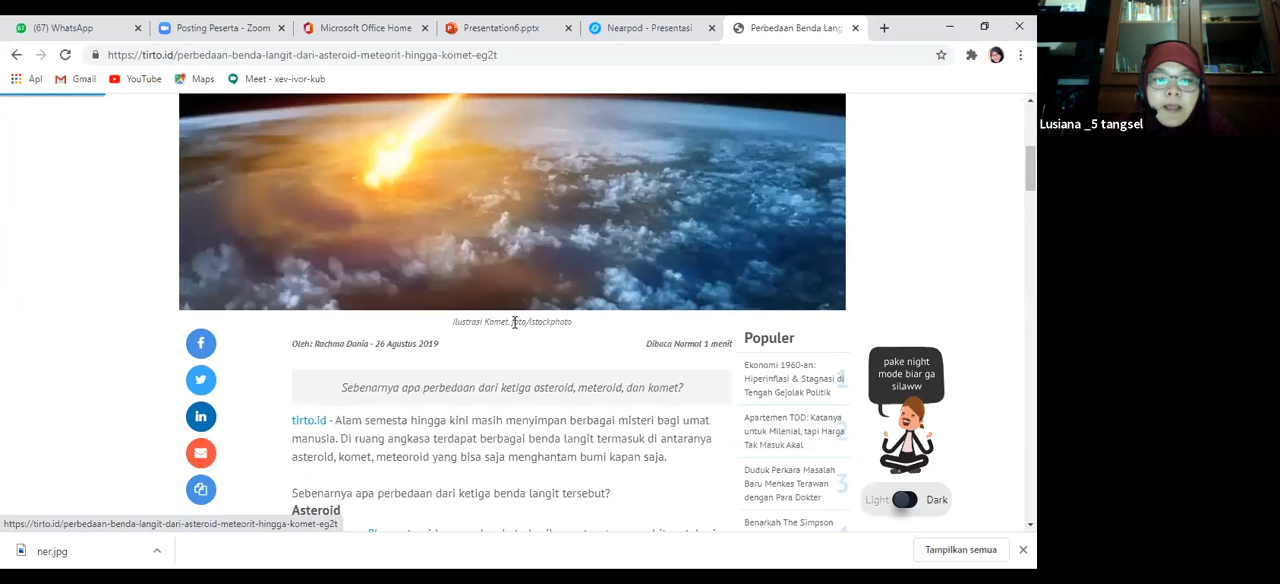 (67) WhatsApp
Posting Peserta - Zoom
Microsoft Office Home
Presentation6.pptx
Nearpod - Presentasi
Perbedaan Benda Lang
https://tirto.id/perbedaan-benda-langit-dari-asteroid-meteorit-hingga-komet-eg2t
Apl
Gmail
YouTube
Maps
Meet - xev-ivor-kub
Lusiana _5 tangsel
Ilustrasi Komet. foto/Istockphoto
Oleh: Rachma Dania - 26 Agustus 2019
Dibaca Normal 1 menit
Sebenarnya apa perbedaan dari ketiga asteroid, meteroid, dan komet?
tirto.id - Alam semesta hingga kini masih menyimpan berbagai misteri bagi umat
manusia. Di ruang angkasa terdapat berbagai benda langit termasuk di antaranya
asteroid, komet, meteoroid yang bisa saja menghantam bumi kapan saja.
Sebenarnya apa perbedaan dari ketiga benda langit tersebut?
Asteroid
Populer
Ekonomi 1960-an:
Hiperinflasi & Stagnasi di
Tengah Gejolak Politik
1
Apartemen TOD: Katanya
untuk Milenial, tapi Harga
Tak Masuk Akal
2
Duduk Perkara Masalah
Baru Menkes Terawan
dengan Para Dokter
3
Benarkah The Simpson
pake night
mode biar ga
silaww
Light
Dark
https://tirto.id/perbedaan-benda-langit-dari-asteroid-meteorit-hingga-komet-eg2t
ner.jpg
Tampilkan semua